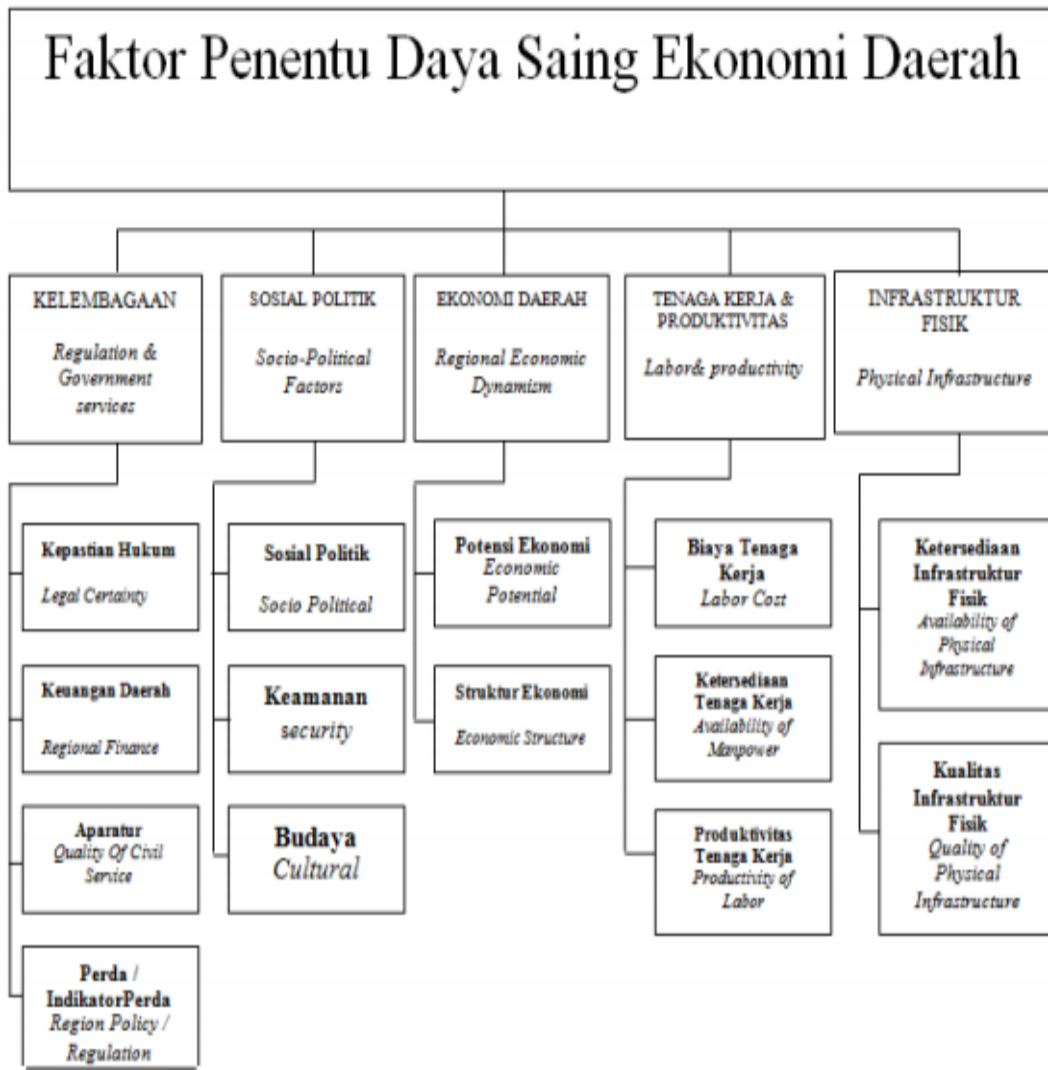 Faktor Penentu Daya Saing Ekonomi Daerah
KELEMBAGAAN
Regulation &
Government
services
SOSIAL POLITIK
Socio-Political
Factors
EKONOMI DAERAH
Regional Economic
Dynamism
TENAGA KERJA &
PRODUKTIVITAS
Labor& productivity
INFRASTRUKTUR
FISIK
Physical Infrastructure
Kepastian Hukum
Legal Certainty
Keuangan Daerah
Regional Finance
Aparatur
Quality Of Civil
Service
Perda /
IndikatorPerda
Region Policy /
Regulation
Sosial Politik
Socio Political
Keamanan
security
Budaya
Cultural
Potensi Ekonomi
Economic
Potential
Struktur Ekonomi
Economic Structure
Biaya Tenaga
Kerja
Labor Cost
Ketersediaan
Tenaga Kerja
Availability of
Manpower
Produktivitas
Tenaga Kerja
Productivity of
Labor
Ketersediaan
Infrastruktur
Fisik
Availability of
Physical
Infrastructure
Kualitas
Infrastruktur
Fisik
Quality of
Physical
Infrastructure